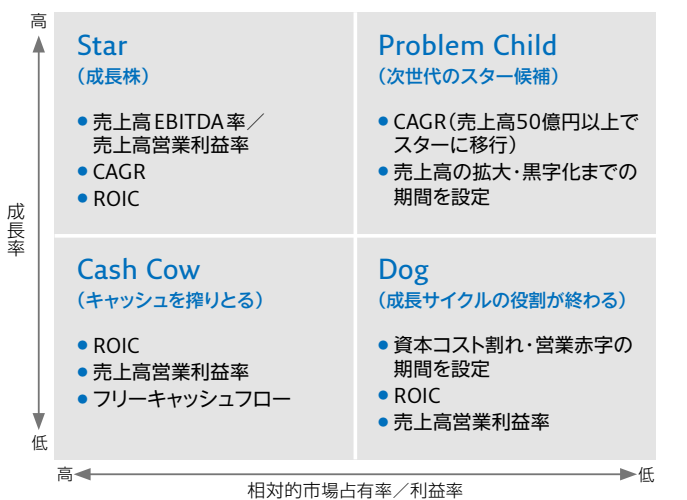 高
Star
（成長株）
● 売上高EBITDA率／
売上高営業利益率
● CAGR
● ROIC
Problem Child
（次世代のスター候補）
● CAGR（売上高50億円以上で
スターに移行）
● 売上高の拡大・黒字化までの
期間を設定
成長率
Cash Cow
（キャッシュを搾りとる）
● ROIC
● 売上高営業利益率
● フリーキャッシュフロー
Dog
（成長サイクルの役割が終わる）
● 資本コスト割れ・営業赤字の
期間を設定
● ROIC
● 売上高営業利益率
低
高
低
相対的市場占有率／利益率